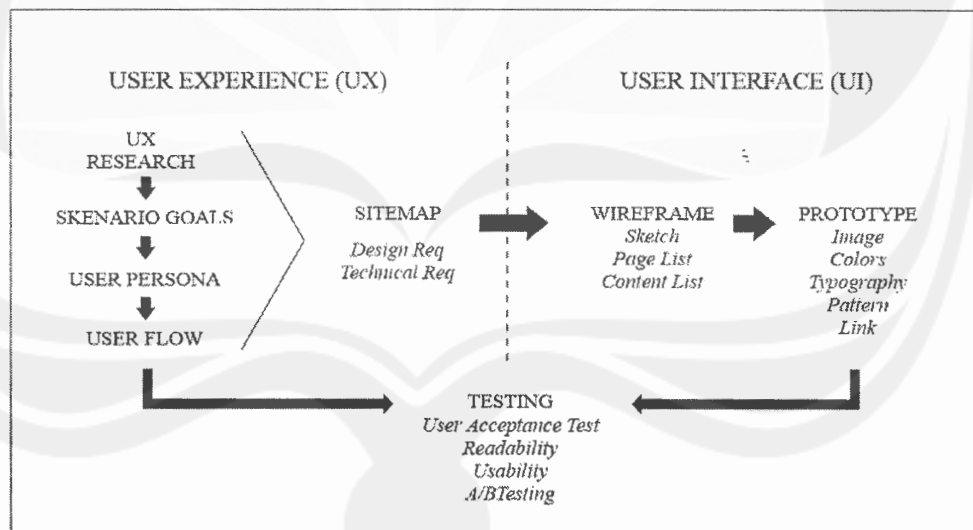 USER EXPERIENCE (UX)
USER INTERFACE (UI)
UX
RESEARCH
SKENARIO GOALS
USER PERSONA
USER FLOW
SITEMAP
Design Req
Technical Req
WIREFRAME
Sketch
Page List
Content List
PROTOTYPE
Image
Colors
Typography
Pattern
Link
TESTING
User Acceptance Test
Readability
Usability
A/BTesting